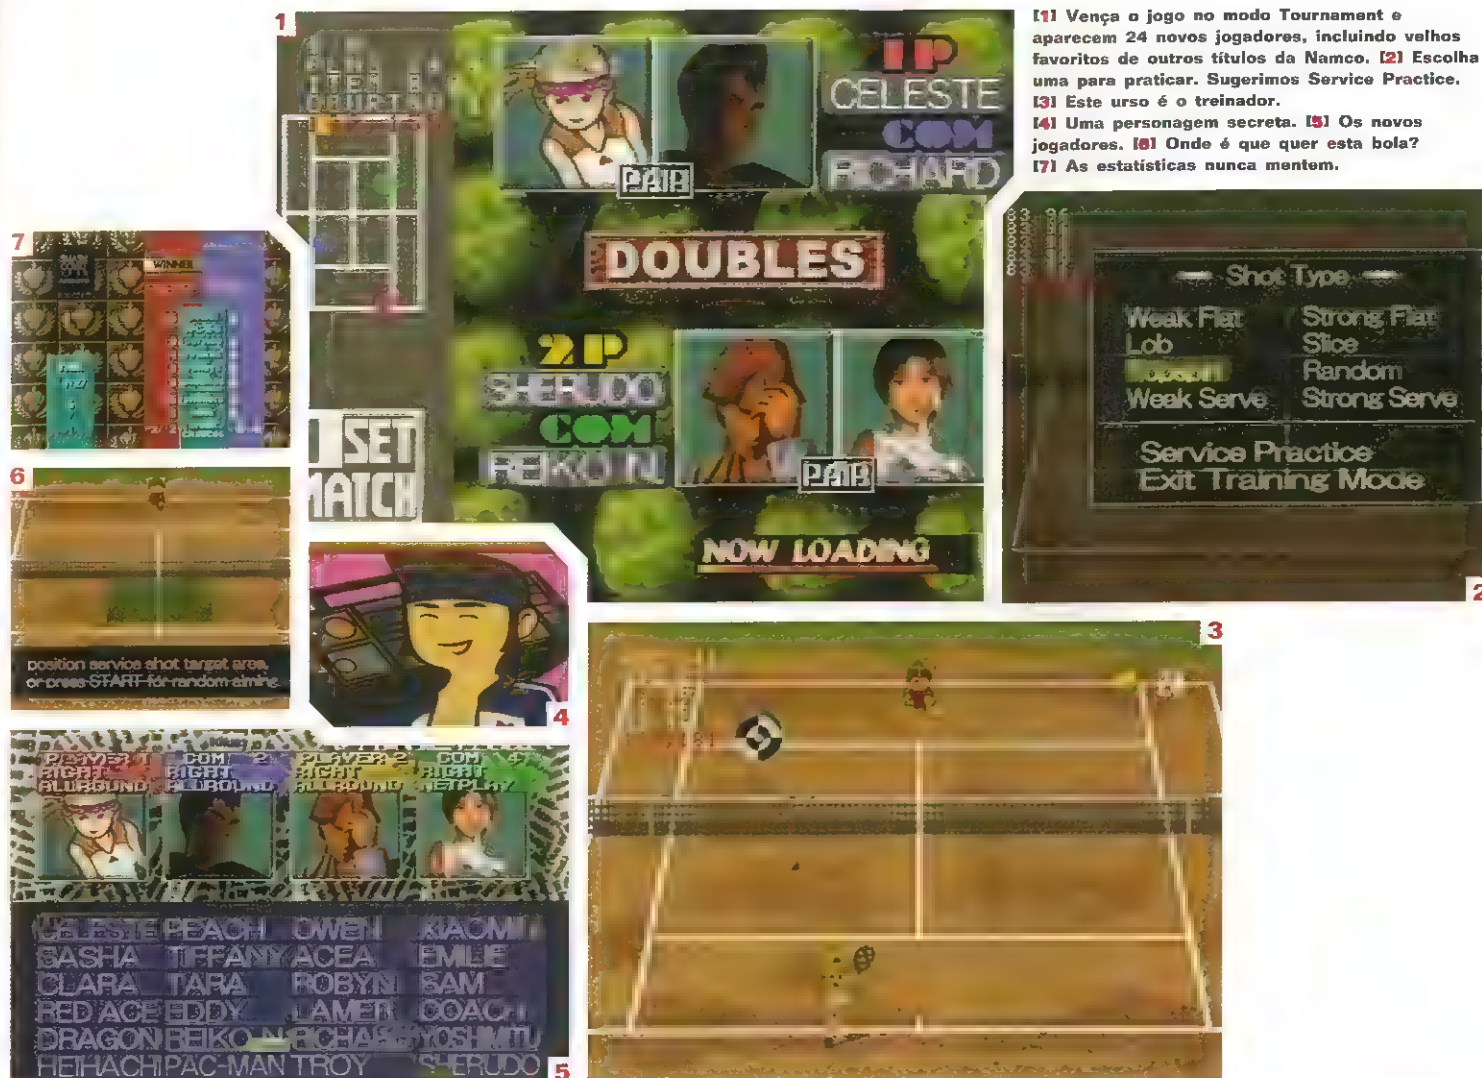 [1] Vença o jogo no modo Tournament e
aparecem 24 novos jogadores, incluindo velhos
favoritos de outros títulos da Namco. [2] Escolha
uma para praticar. Sugerimos Service Practice.
[3] Este urso é o treinador.
[4] Uma personagem secreta. [5] Os novos
jogadores. [6] Onde é que quer esta bola?
[7] As estatísticas nunca mentem.
1
1P
CELESTE
COM
RICHARD
PAIR
DOUBLES
2P
SHERUDO
COM
REIKO N
PAIR
SET
MATCH
NOW LOADING
Shot Type
Weak Flat Strong Flat
Lob Slice
Random
Weak Serve Strong Serve
Service Practice
Exit Training Mode
2
7
WINNER
6
position service shot target area,
or press START for random aiming
4
3
PLAYER 1 COM 2 PLAYER 2 COM 4
RIGHT RIGHT RIGHT RIGHT
ALLROUND ALLROUND ALLROUND NETPLAY
CELESTE PEACH OWEN XIAOMI
SASHA TIFFANY ACEA EMILIE
CLARA TARA ROBYN SAM
RED ACE EDDY LAMER COACH
DRAGON REIKO N RICHARD YOSHIMITU
HEIHACHI PAC-MAN TROY SHERUDO
5